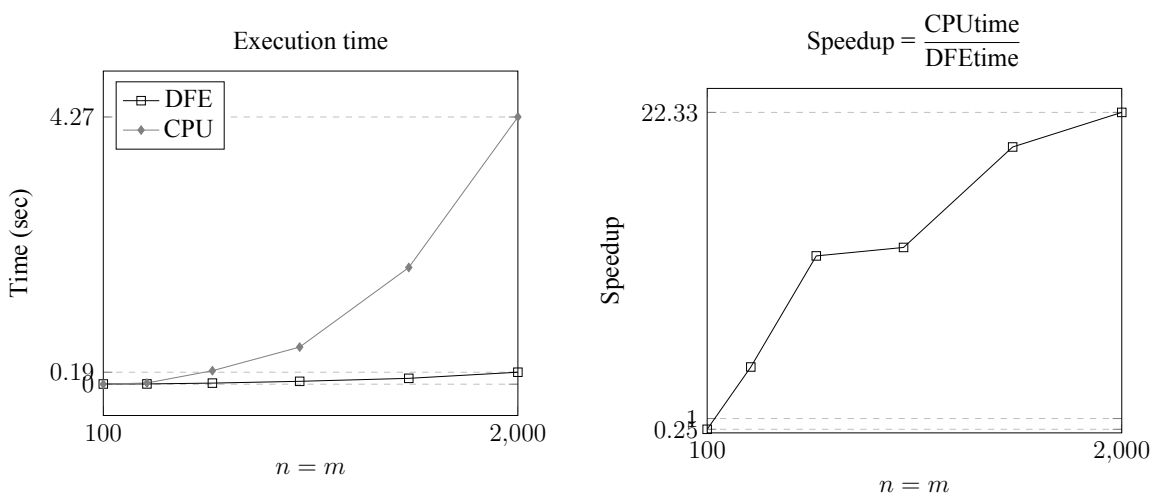 Execution time
DFE
CPU
4.27
0.19
0
Time (sec)
100
2,000
n = m
Speedup = CPUtime
DFEtime
22.33
1
0.25
Speedup
100
2,000
n = m